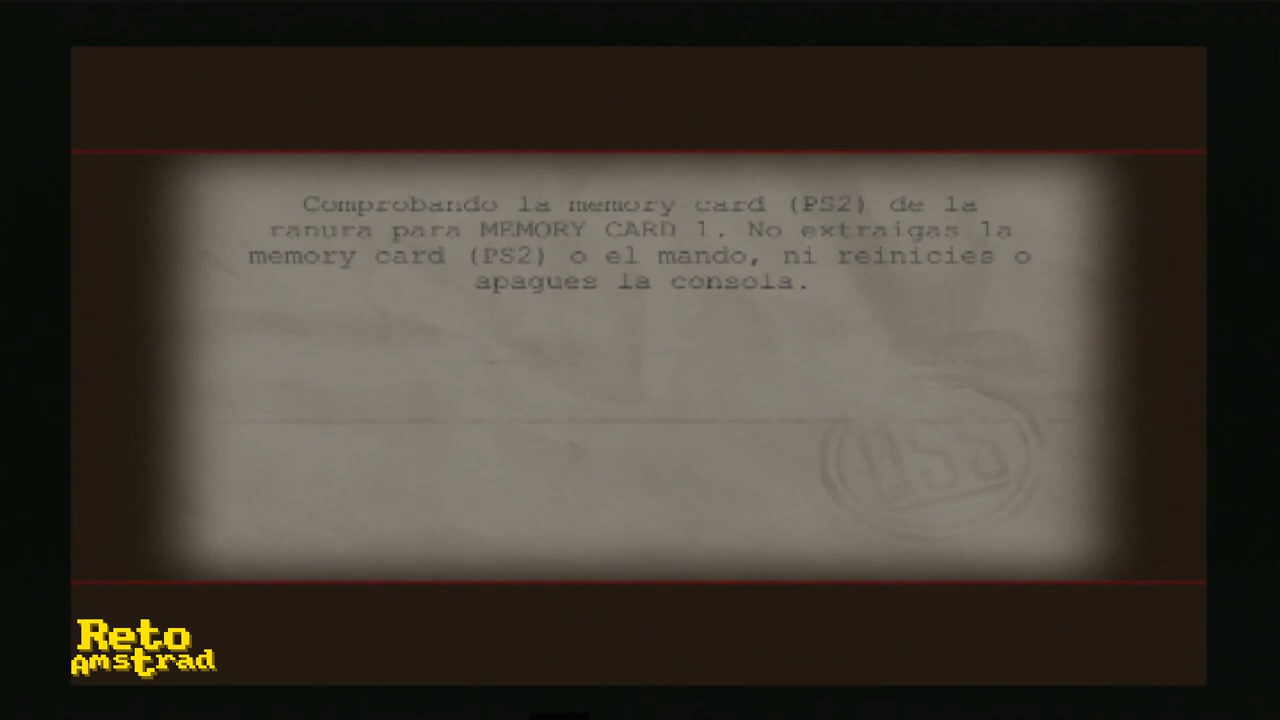 Comprobando la memory card (PS2) de la
ranura para MEMORY CARD 1. No extraigas la
memory card (PS2) o el mando, ni reinicies o
apagues la consola.
Reto
Amstrad